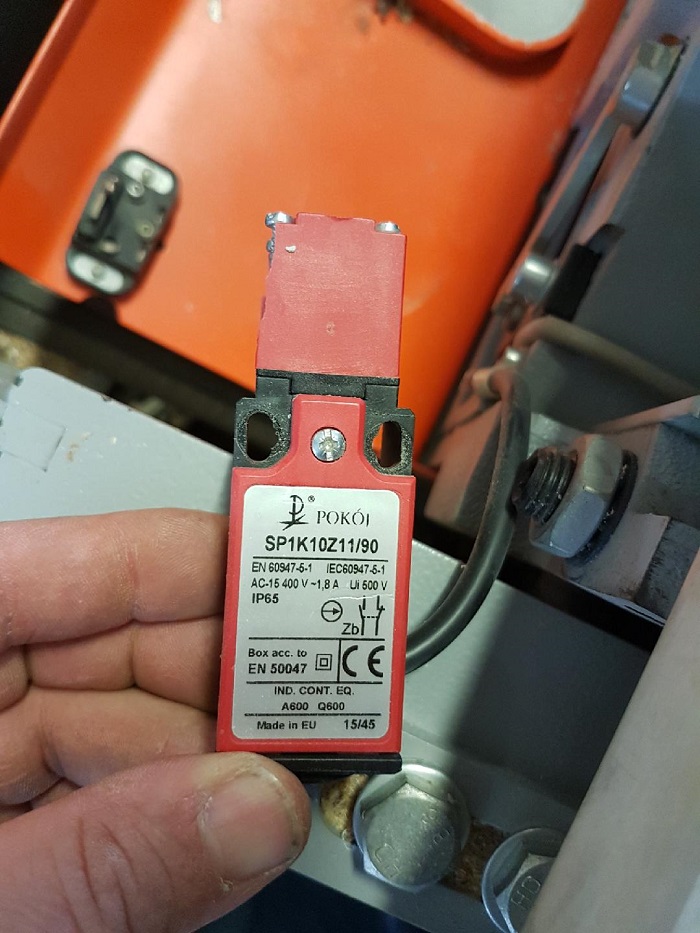 ® POKÓJ
SP1K10Z11/90
EN 60947-5-1 IEC60947-5-1
AC-15 400 V ~1,8 A Ui 500 V
IP65
Zb
Box acc. to
EN 50047
CE
IND. CONT. EQ.
A600 Q600
Made in EU 15/45